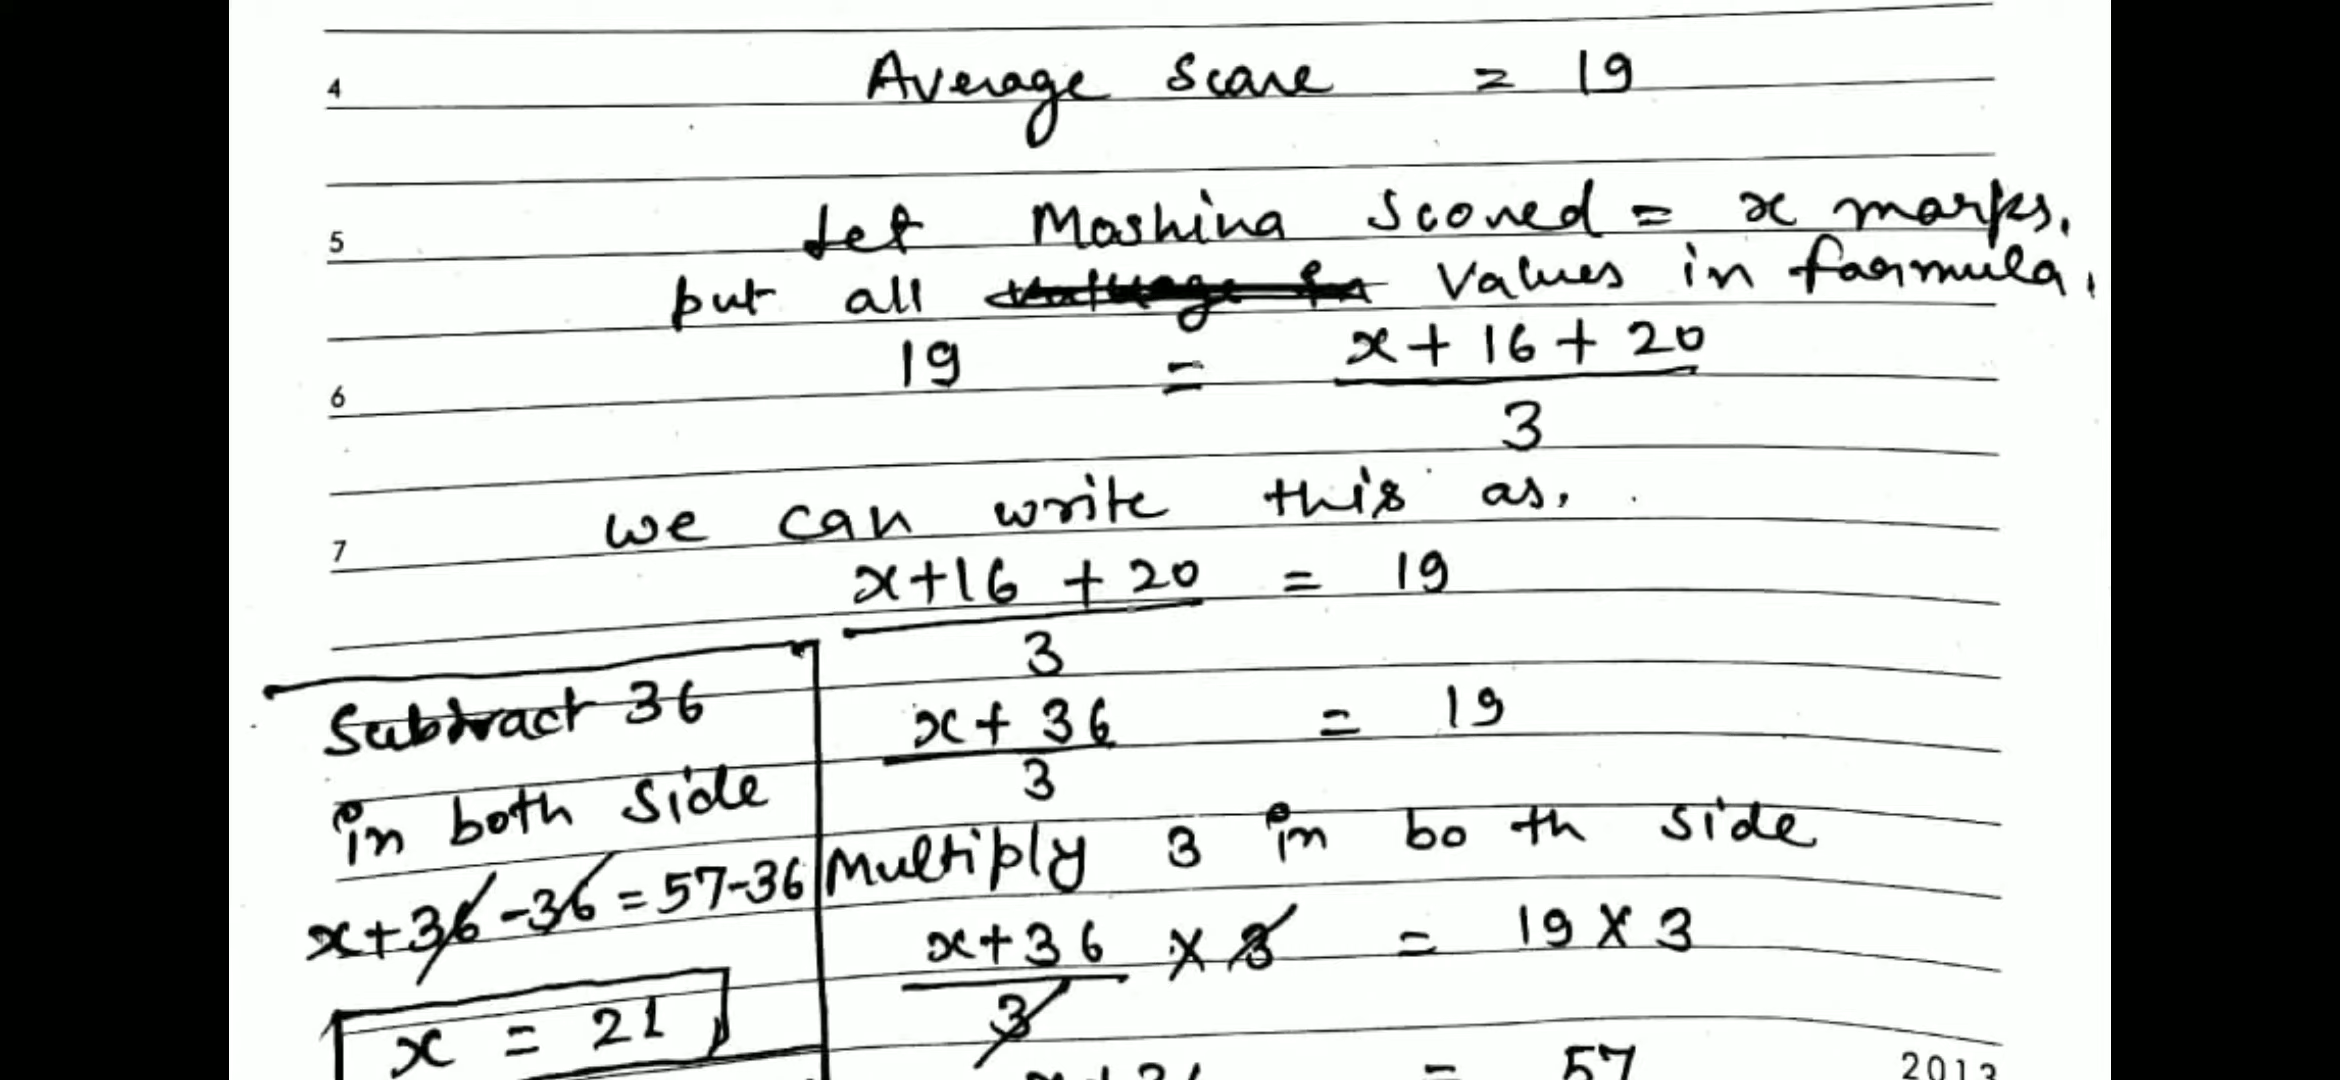 4 Average Score = 19
5 Let Moshina Scored = x marks.
put all values in formula.
6 19 = x + 16 + 20
3
7 we can write this as,
x+16 + 20 = 19
3
x + 36 = 19
3
Multiply 3 in both side
x+36 × 3 = 19 × 3
3
x+36 = 57
Subtract 36
in both side
x+36-36 = 57-36
x = 21
2013